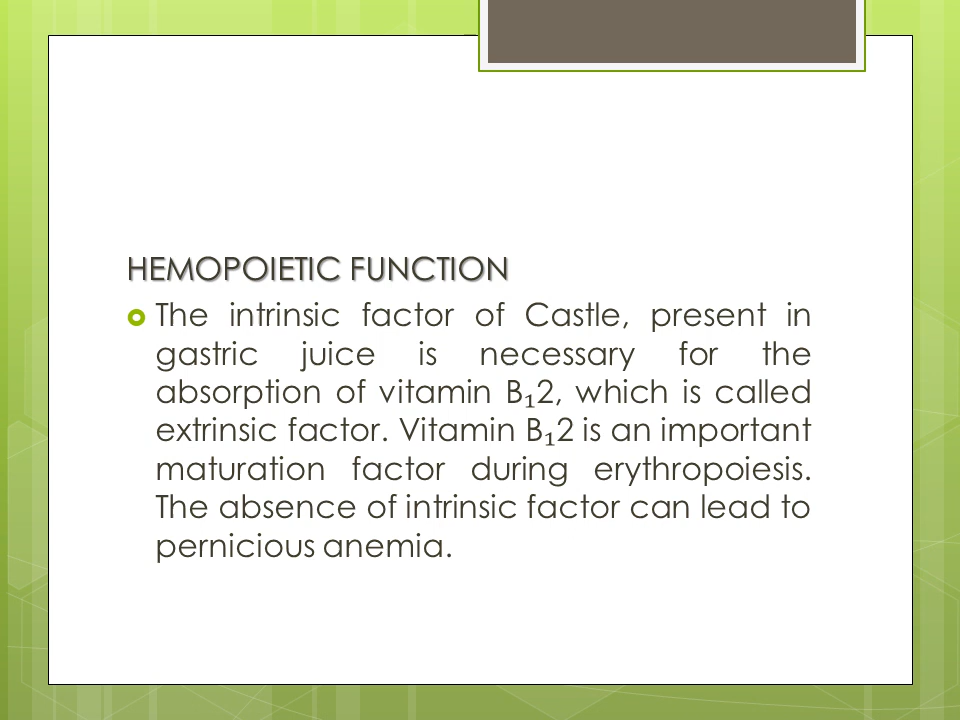 HEMOPOIETIC FUNCTION
The intrinsic factor of Castle, present in
gastric juice is necessary for the
absorption of vitamin B₁2, which is called
extrinsic factor. Vitamin B₁2 is an important
maturation factor during erythropoiesis.
The absence of intrinsic factor can lead to
pernicious anemia.